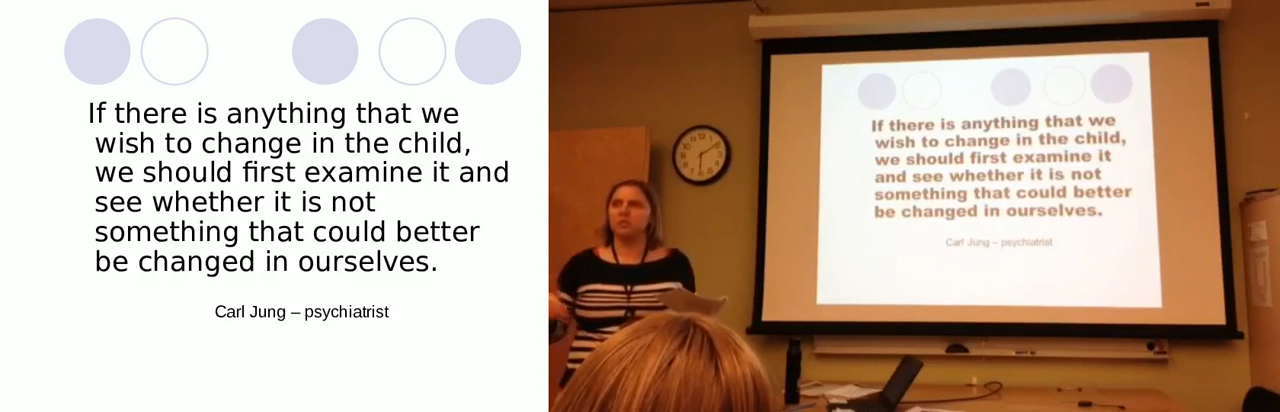 If there is anything that we
wish to change in the child,
we should first examine it and
see whether it is not
something that could better
be changed in ourselves.
Carl Jung – psychiatrist
If there is anything that we
wish to change in the child,
we should first examine it
and see whether it is not
something that could better
be changed in ourselves.
Carl Jung – psychiatrist